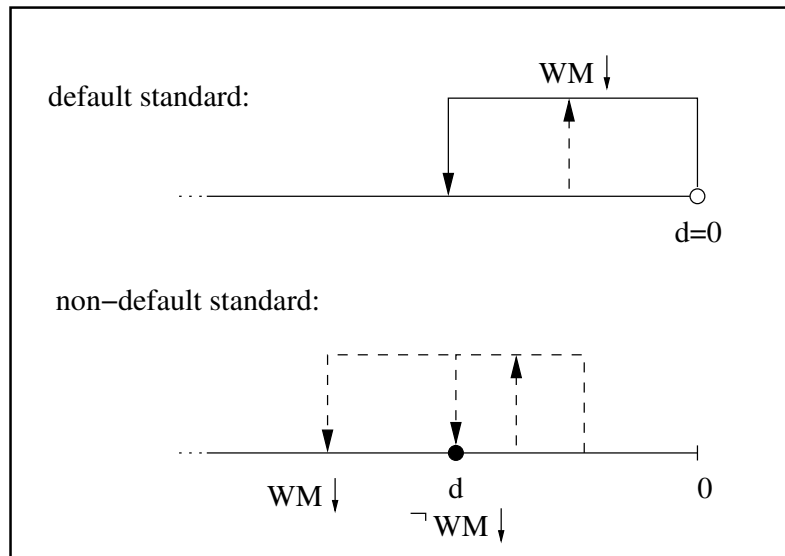 WM ↓
default standard:
d=0
non−default standard:
d
0
WM ↓
¬ WM ↓